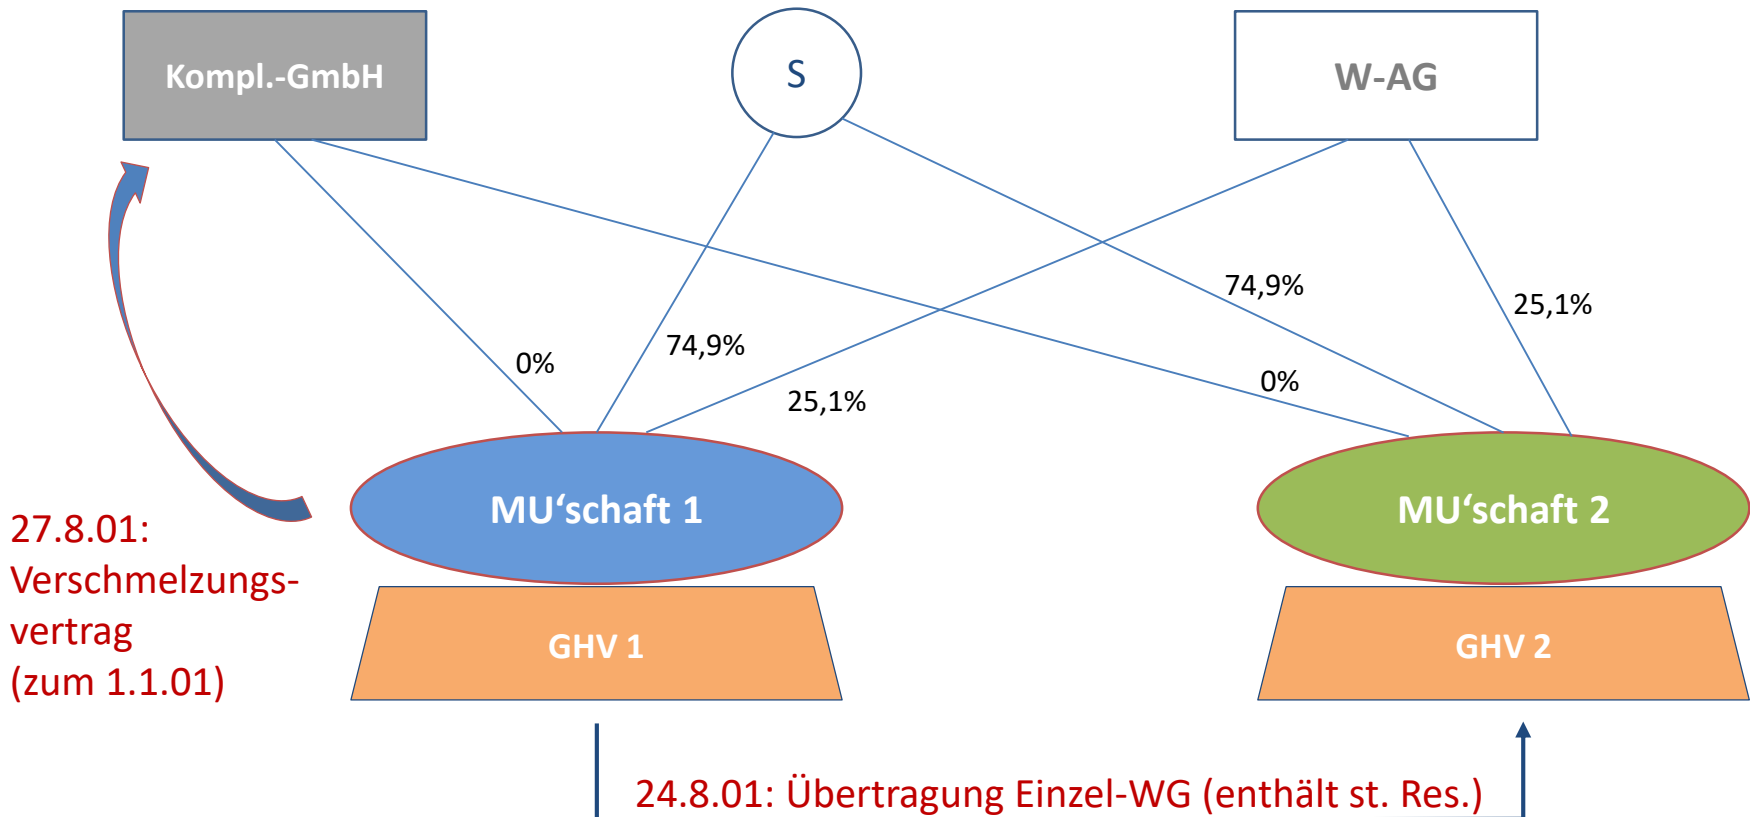 Kompl.-GmbH
S
W-AG
74,9%
25,1%
0%
74,9%
0%
25,1%
MU‘schaft 1
MU‘schaft 2
27.8.01:
Verschmelzungs-
vertrag
(zum 1.1.01)
GHV 1
GHV 2
24.8.01: Übertragung Einzel-WG (enthält st. Res.)